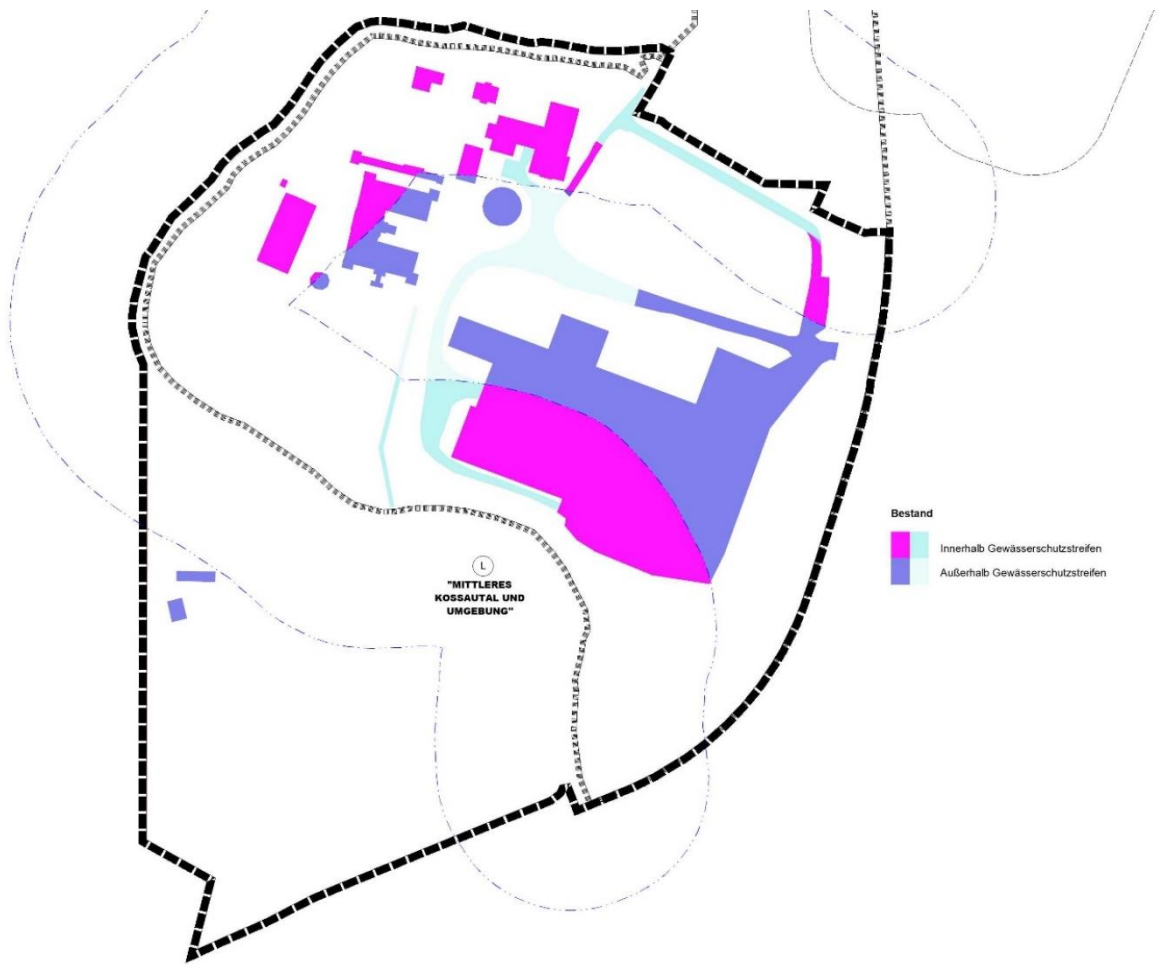 Bestand
Innerhalb Gewässerschutzstreifen
Außerhalb Gewässerschutzstreifen
L
"MITTLERES
KOSSAUTAL UND
UMGEBUNG"